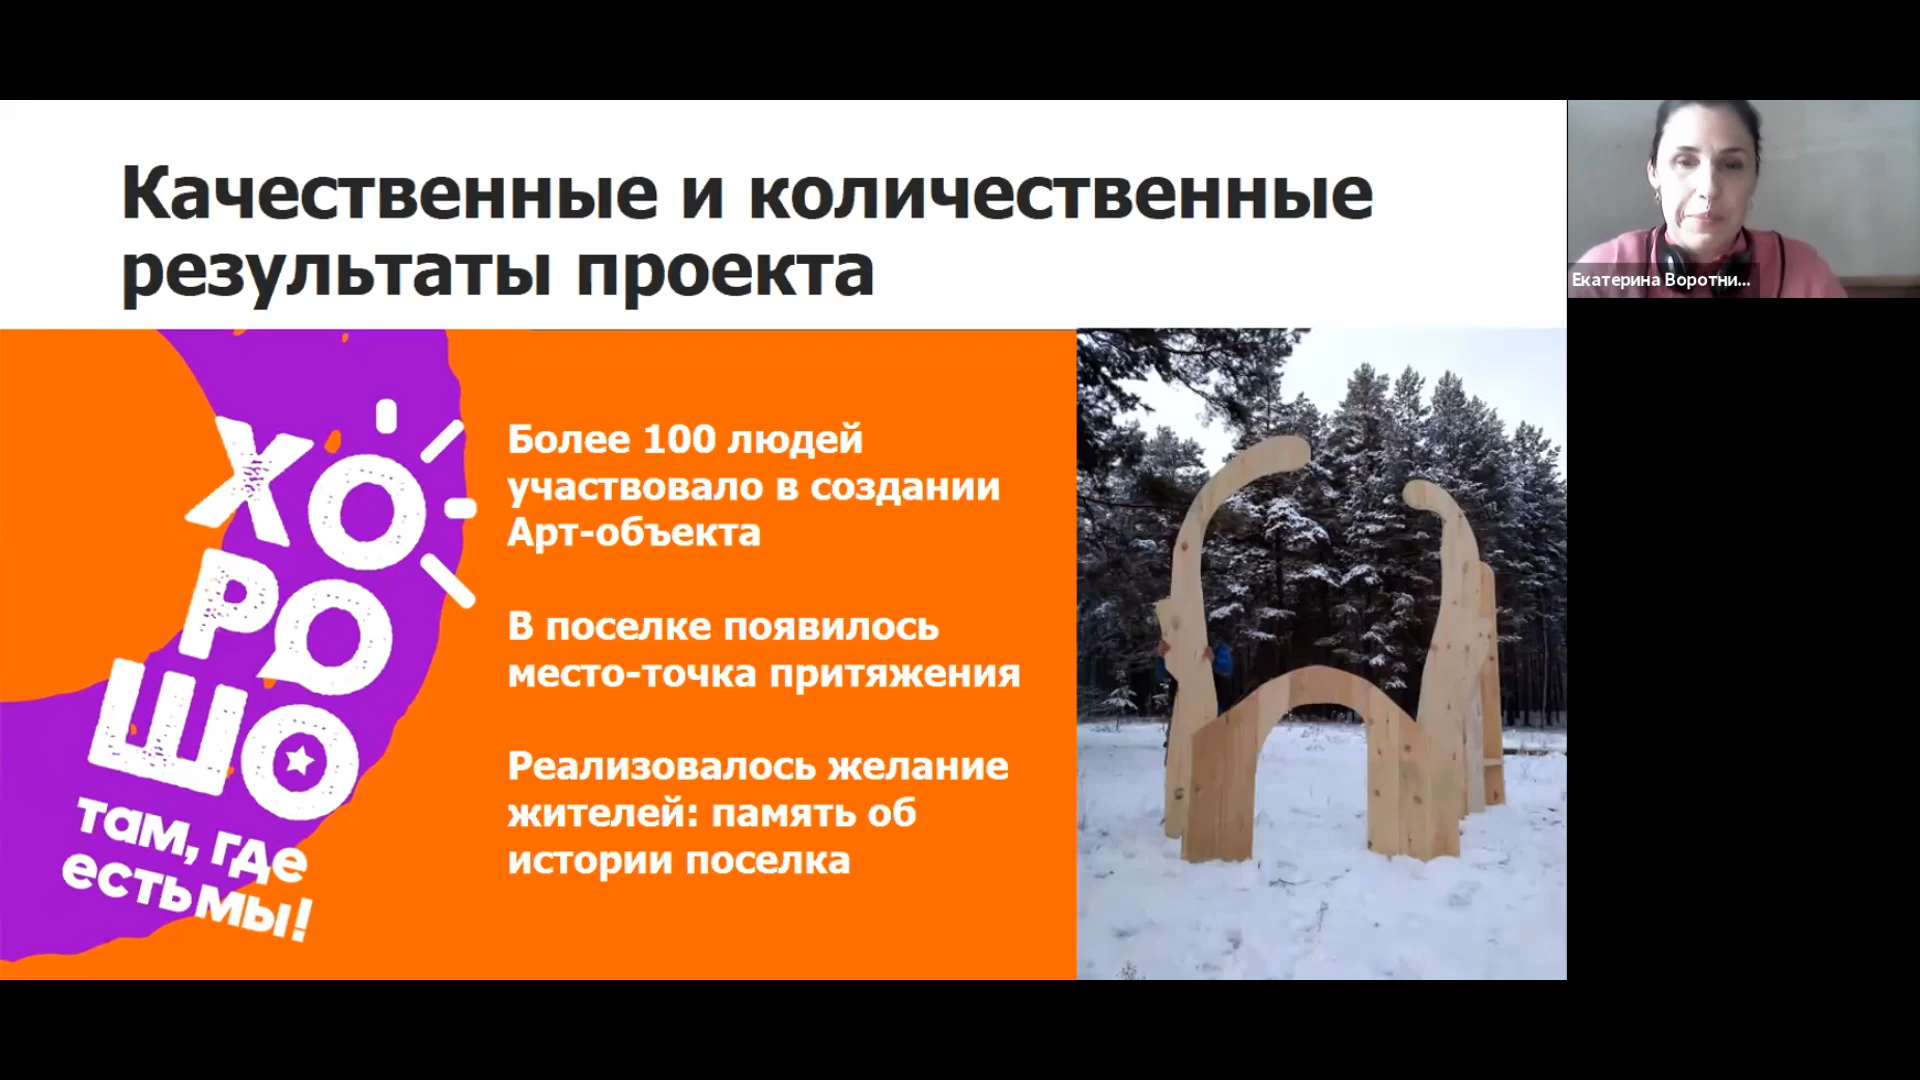 Качественные и количественные
результаты проекта
ХО
РО
ШО
там, где
есть мы!
Более 100 людей
участвовало в создании
Арт-объекта
В поселке появилось
место-точка притяжения
Реализовалось желание
жителей: память об
истории поселка
Екатерина Воротни...